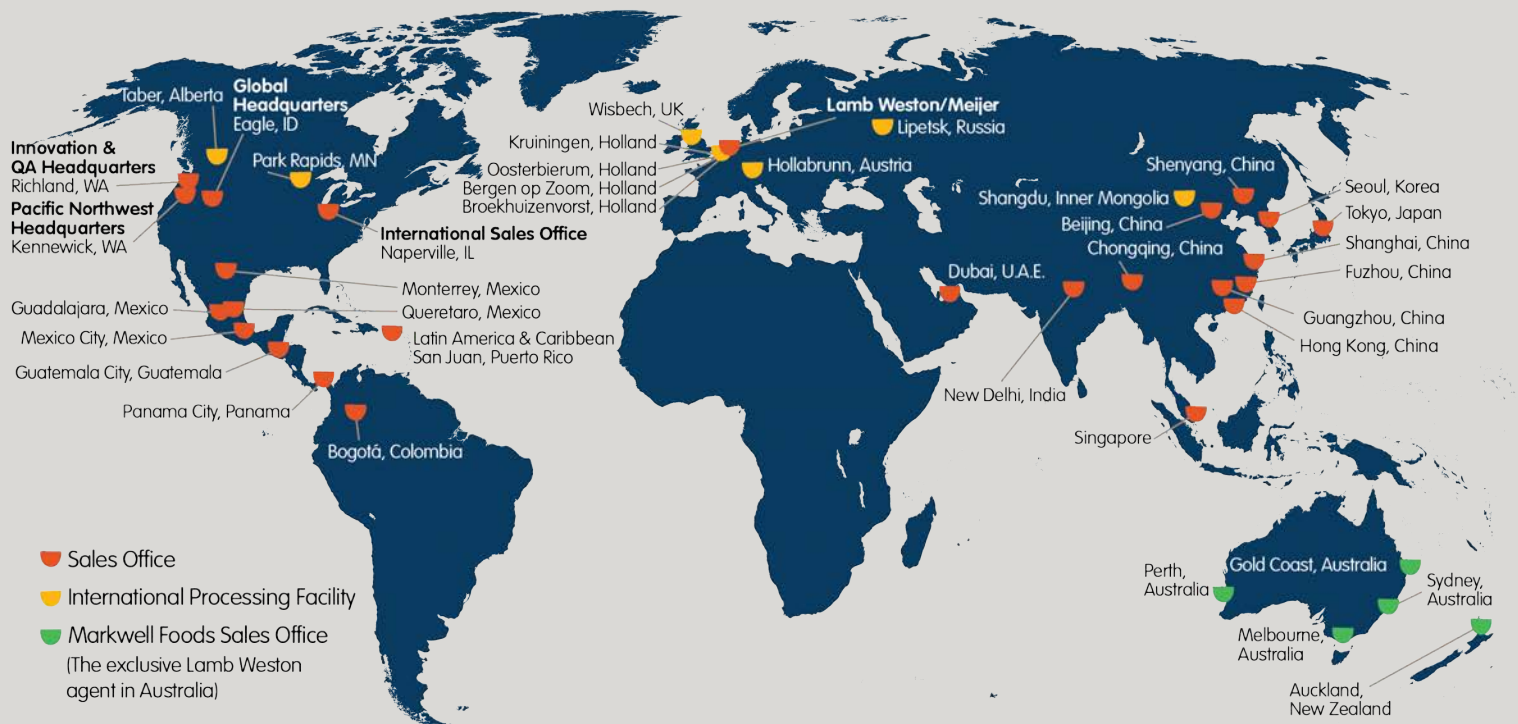 Taber, Alberta
Global
Headquarters
Eagle, ID
Innovation &
QA Headquarters
Richland, WA
Park Rapids, MN
Pacific Northwest
Headquarters
Kennewick, WA
International Sales Office
Naperville, IL
Monterrey, Mexico
Guadalajara, Mexico
Queretaro, Mexico
Mexico City, Mexico
Latin America & Caribbean
San Juan, Puerto Rico
Guatemala City, Guatemala
Panama City, Panama
Bogotá, Colombia
Wisbech, UK
Kruiningen, Holland
Oosterbierum, Holland
Bergen op Zoom, Holland
Broekhuizenvorst, Holland
Lamb Weston/Meijer
Lipetsk, Russia
Hollabrunn, Austria
Shenyang, China
Shangdu, Inner Mongolia
Beijing, China
Chongqing, China
Seoul, Korea
Tokyo, Japan
Shanghai, China
Fuzhou, China
Dubai, U.A.E.
Guangzhou, China
Hong Kong, China
New Delhi, India
Singapore
Perth,
Australia
Gold Coast, Australia
Sydney,
Australia
Melbourne,
Australia
Auckland,
New Zealand
Sales Office
International Processing Facility
Markwell Foods Sales Office
(The exclusive Lamb Weston
agent in Australia)